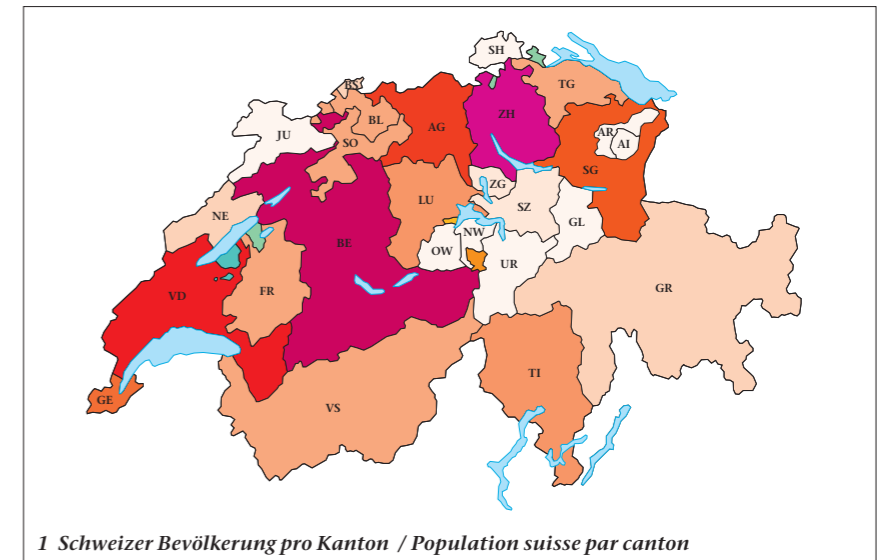 SH
BS
TG
BL
ZH
AG
JU
AR
SO
AI
SG
ZG
LU
SZ
NE
GL
NW
BE
OW
UR
GR
FR
VD
TI
GE
VS
1 Schweizer Bevölkerung pro Kanton / Population suisse par canton